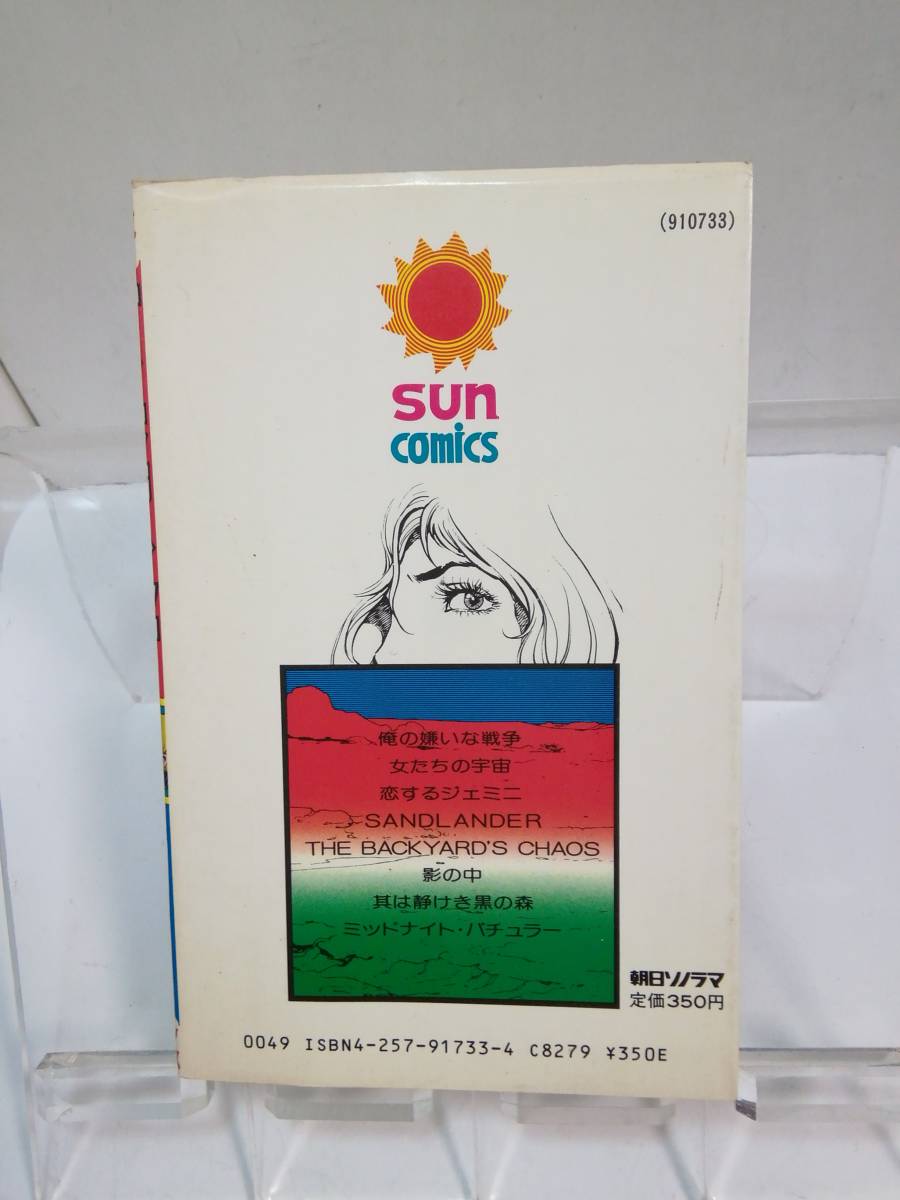 (910733)
sun
comics
俺の嫌いな戦争
女たちの宇宙
恋するジェミニ
SANDLANDER
THE BACKYARD'S CHAOS
影の中
其は静けき黒の森
ミッドナイト・バチュラー
朝日ソノラマ
定価350円
0049 ISBN4-257-91733-4 C8279 ¥350E